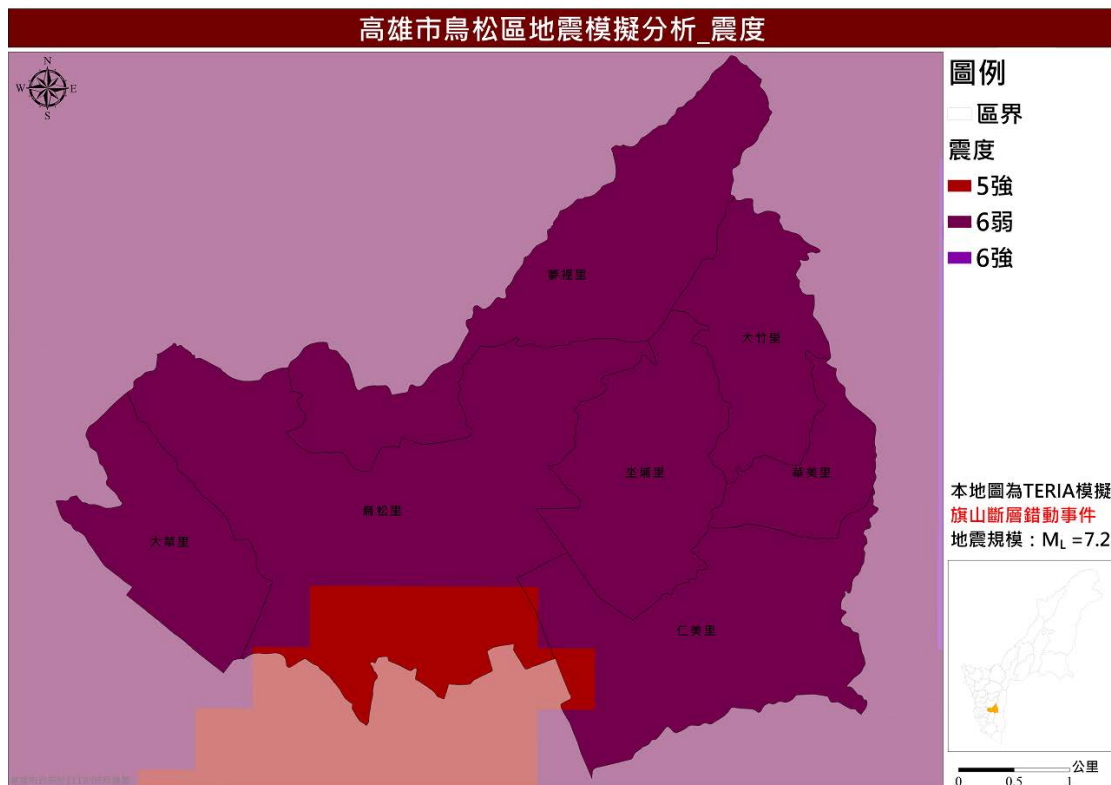 高雄市鳥松區地震模擬分析_震度
N
W E
S
圖例
區界
震度
5強
6弱
6強
夢裡里
大竹里
坐埔里
華美里
鳥松里
大華里
仁美里
本地圖為TERIA模擬
旗山斷層錯動事件
地震規模：ML =7.2
公里
0 0.5 1